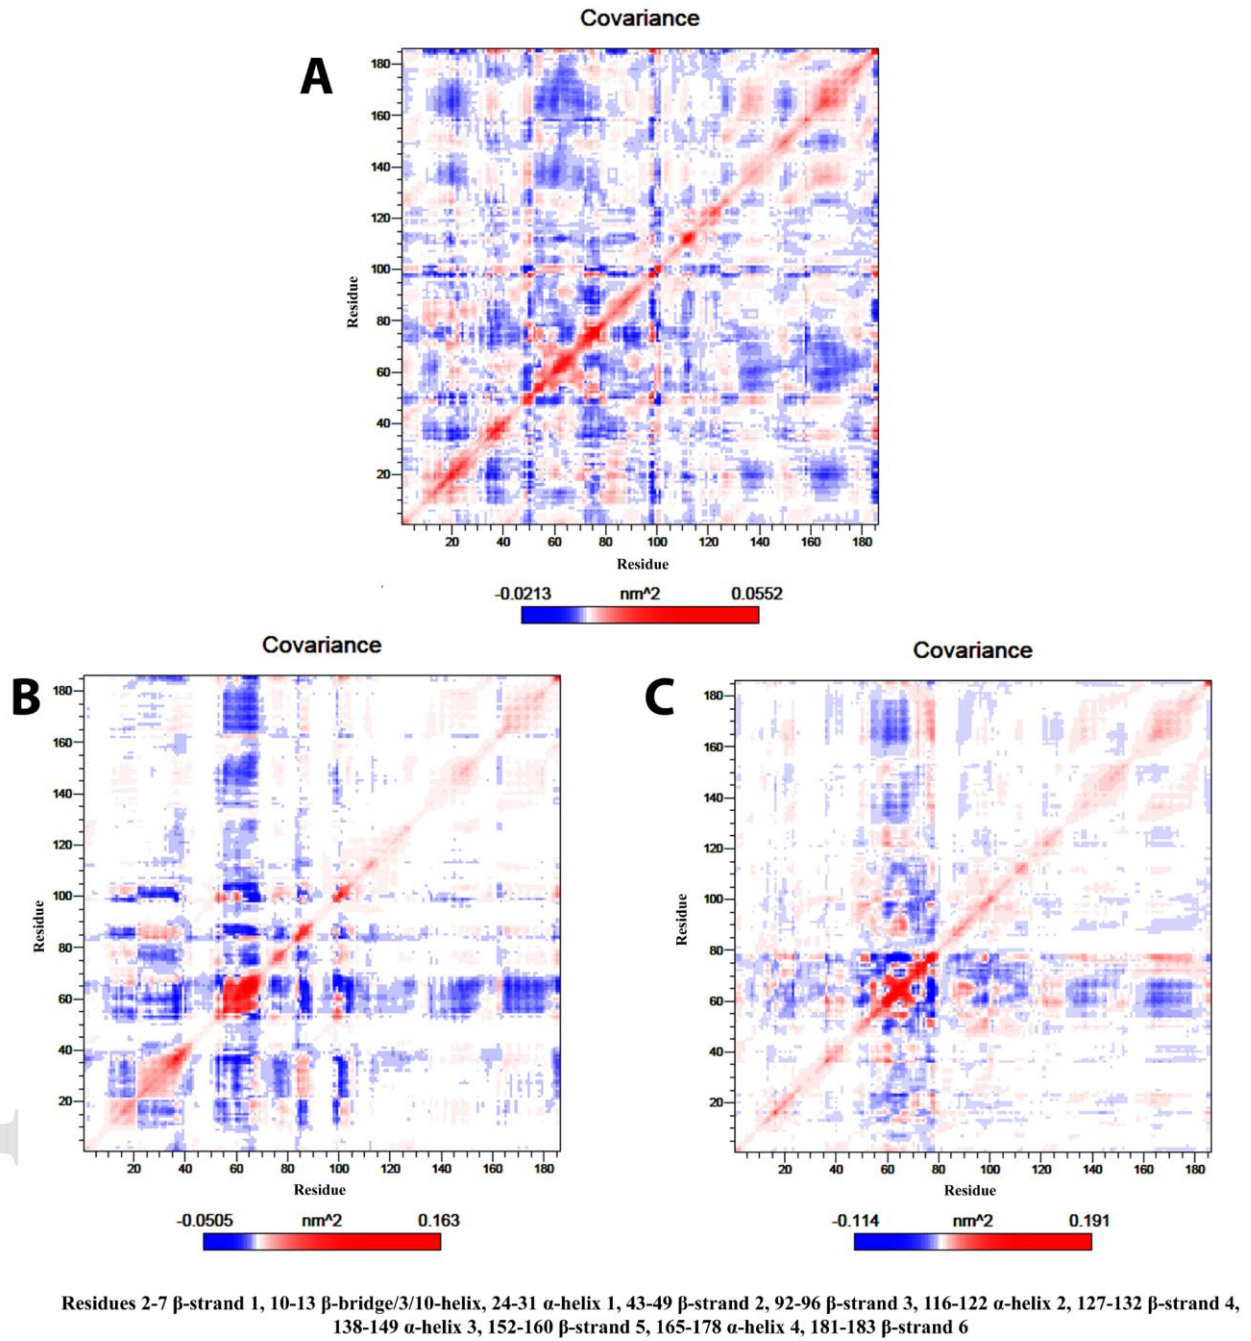 Covariance
A
180
160
140
120
100
80
60
40
20
Residue
20 40 60 80 100 120 140 160 180
Residue
-0.0213 nm^2 0.0552
Covariance
B
180
160
140
120
100
80
60
40
20
Residue
20 40 60 80 100 120 140 160 180
Residue
-0.0505 nm^2 0.163
Covariance
C
180
160
140
120
100
80
60
40
20
Residue
20 40 60 80 100 120 140 160 180
Residue
-0.114 nm^2 0.191
Residues 2-7 β-strand 1, 10-13 β-bridge/3/10-helix, 24-31 α-helix 1, 43-49 β-strand 2, 92-96 β-strand 3, 116-122 α-helix 2, 127-132 β-strand 4,
138-149 α-helix 3, 152-160 β-strand 5, 165-178 α-helix 4, 181-183 β-strand 6